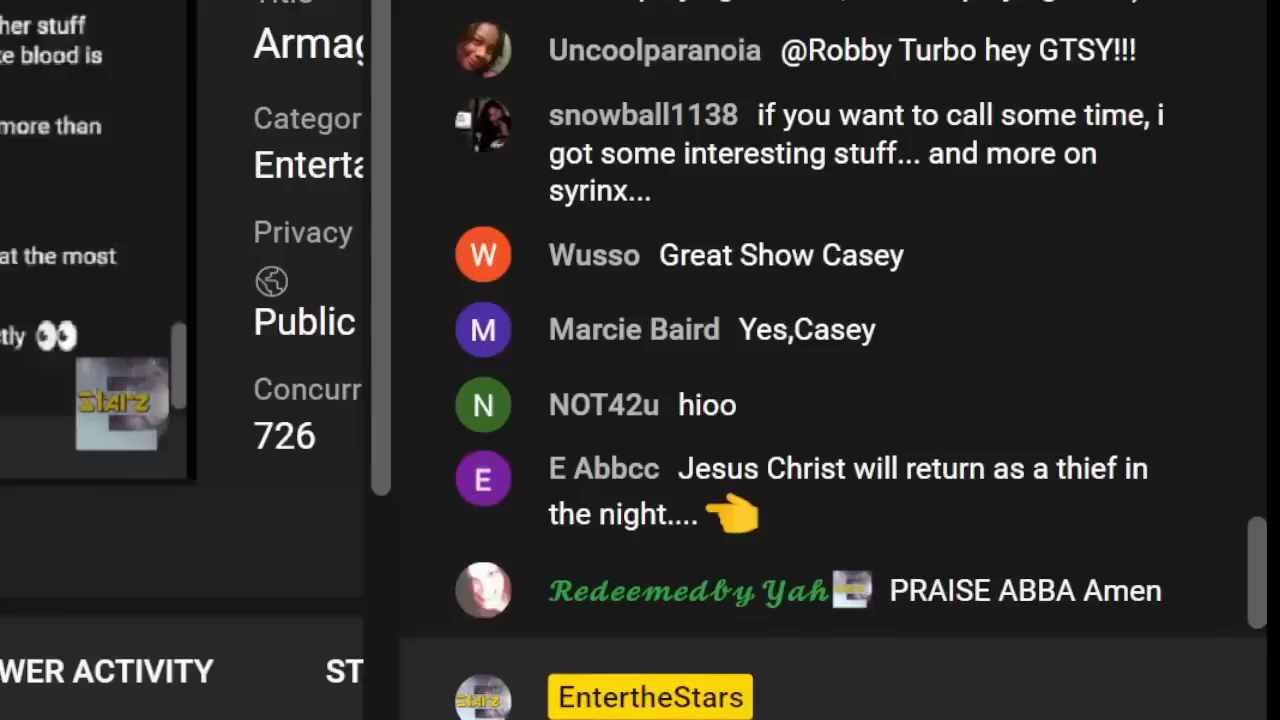 her stuff
e blood is
more than
at the most
tly 👀
STARZ
Armag
Categor
Enterta
Privacy
Public
Concurr
726
WER ACTIVITY
ST
Uncoolparanoia @Robby Turbo hey GTSY!!!
snowball1138 if you want to call some time, i
got some interesting stuff... and more on
syrinx...
W Wusso Great Show Casey
M Marcie Baird Yes,Casey
N NOT42u hioo
E E Abbcc Jesus Christ will return as a thief in
the night.... 👈
𝓡𝓮𝓭𝓮𝓮𝓶𝓮𝓭𝓫𝔂 𝓨𝓪𝓱 PRAISE ABBA Amen
STARZ EntertheStars